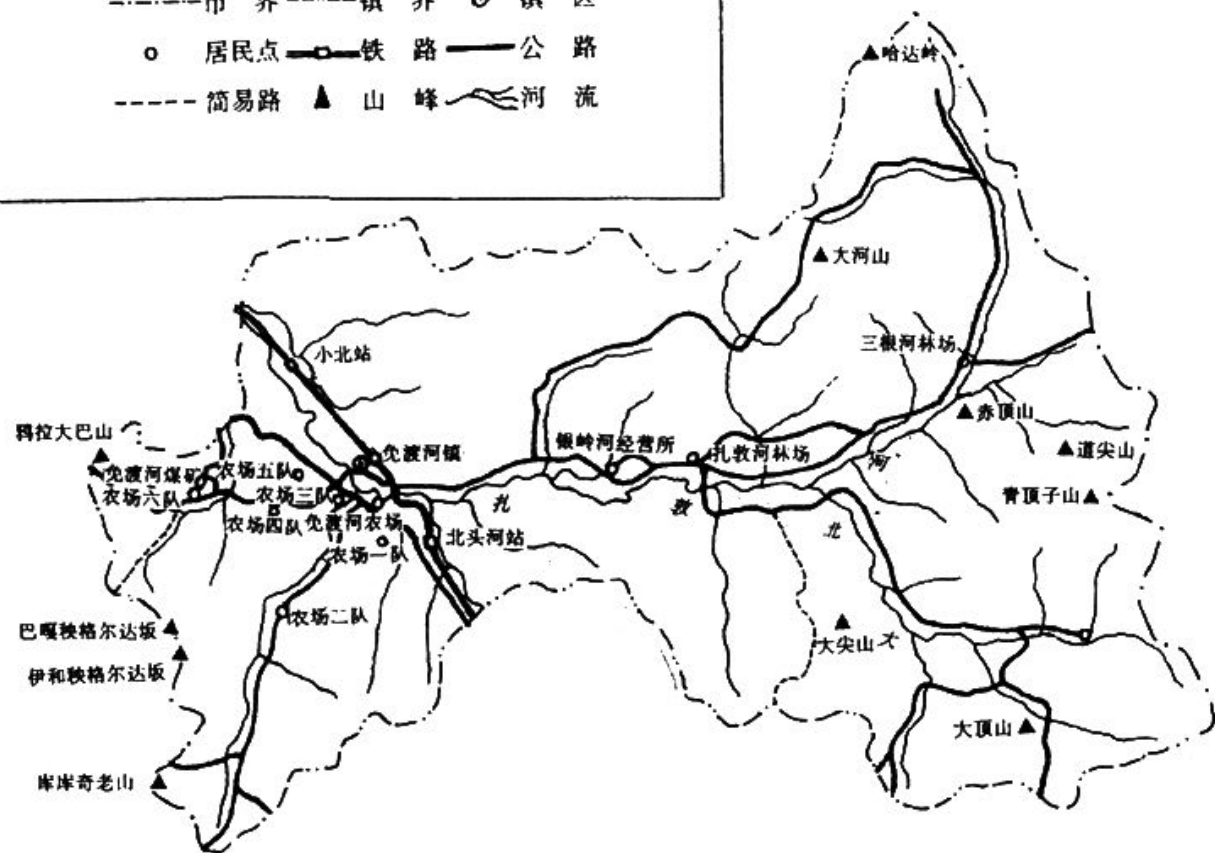 市 界 镇 界 镇 区
居民点 铁 路 公 路
简易路 山 峰 河 流
哈达岭
大河山
小北站
三根河林场
赤顶山
鸦拉大巴山
免渡河镇
银岭河经营所
扎敦河林场
道尖山
免渡河煤矿
农场五队
农场六队
农场三队
青顶子山
农场四队
免渡河农场
扎
敦
河
北
大
北头河站
农场一队
农场二队
巴嘎秧格尔达坂
大尖山
伊和秧格尔达坂
大顶山
库库奇老山